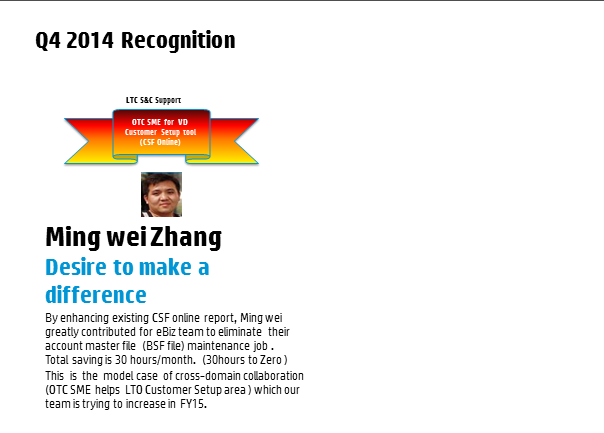 Q4 2014 Recognition
LTC S&C Support
OTC SME for VD
Customer Setup tool
(CSF Online)
Ming wei Zhang
Desire to make a
difference
By enhancing existing CSF online report, Ming wei
greatly contributed for eBiz team to eliminate their
account master file (BSF file) maintenance job .
Total saving is 30 hours/month. (30hours to Zero )
This is the model case of cross-domain collaboration
(OTC SME helps LTO Customer Setup area ) which our
team is trying to increase in FY15.